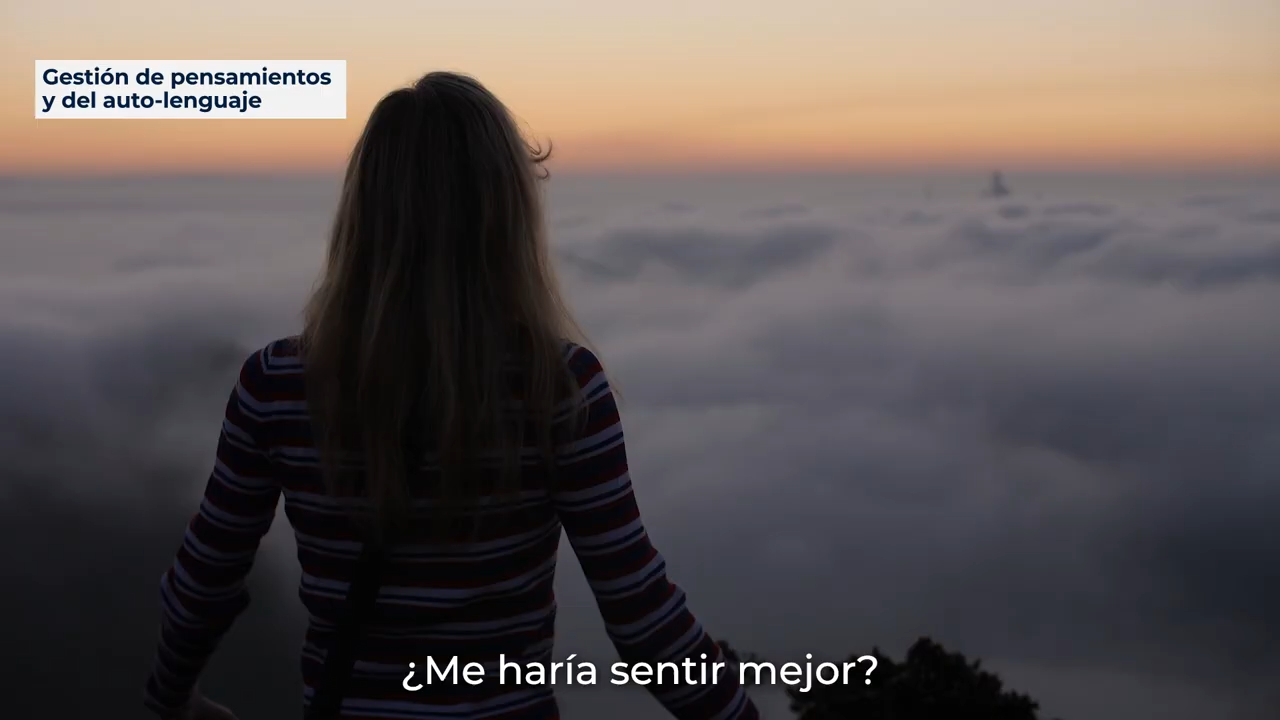 Gestión de pensamientos
y del auto-lenguaje
¿Me haría sentir mejor?